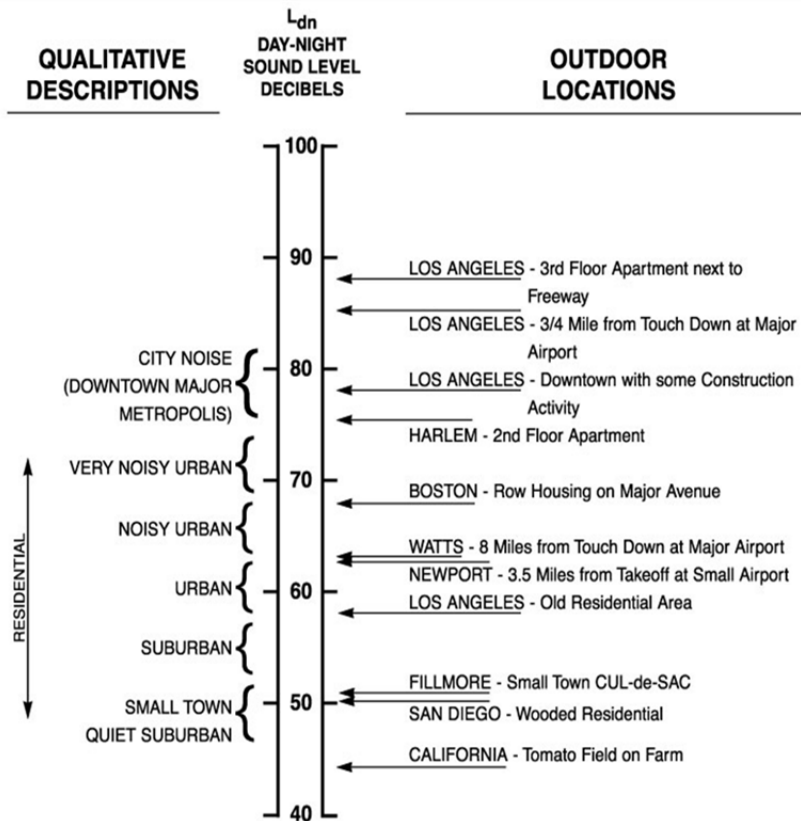 QUALITATIVE
DESCRIPTIONS
Ldn
DAY-NIGHT
SOUND LEVEL
DECIBELS
OUTDOOR
LOCATIONS
100
90
80
70
60
50
40
CITY NOISE
(DOWNTOWN MAJOR
METROPOLIS)
VERY NOISY URBAN
NOISY URBAN
URBAN
SUBURBAN
SMALL TOWN
QUIET SUBURBAN
RESIDENTIAL
LOS ANGELES - 3rd Floor Apartment next to
Freeway
LOS ANGELES - 3/4 Mile from Touch Down at Major
Airport
LOS ANGELES - Downtown with some Construction
Activity
HARLEM - 2nd Floor Apartment
BOSTON - Row Housing on Major Avenue
WATTS - 8 Miles from Touch Down at Major Airport
NEWPORT - 3.5 Miles from Takeoff at Small Airport
LOS ANGELES - Old Residential Area
FILLMORE - Small Town CUL-de-SAC
SAN DIEGO - Wooded Residential
CALIFORNIA - Tomato Field on Farm